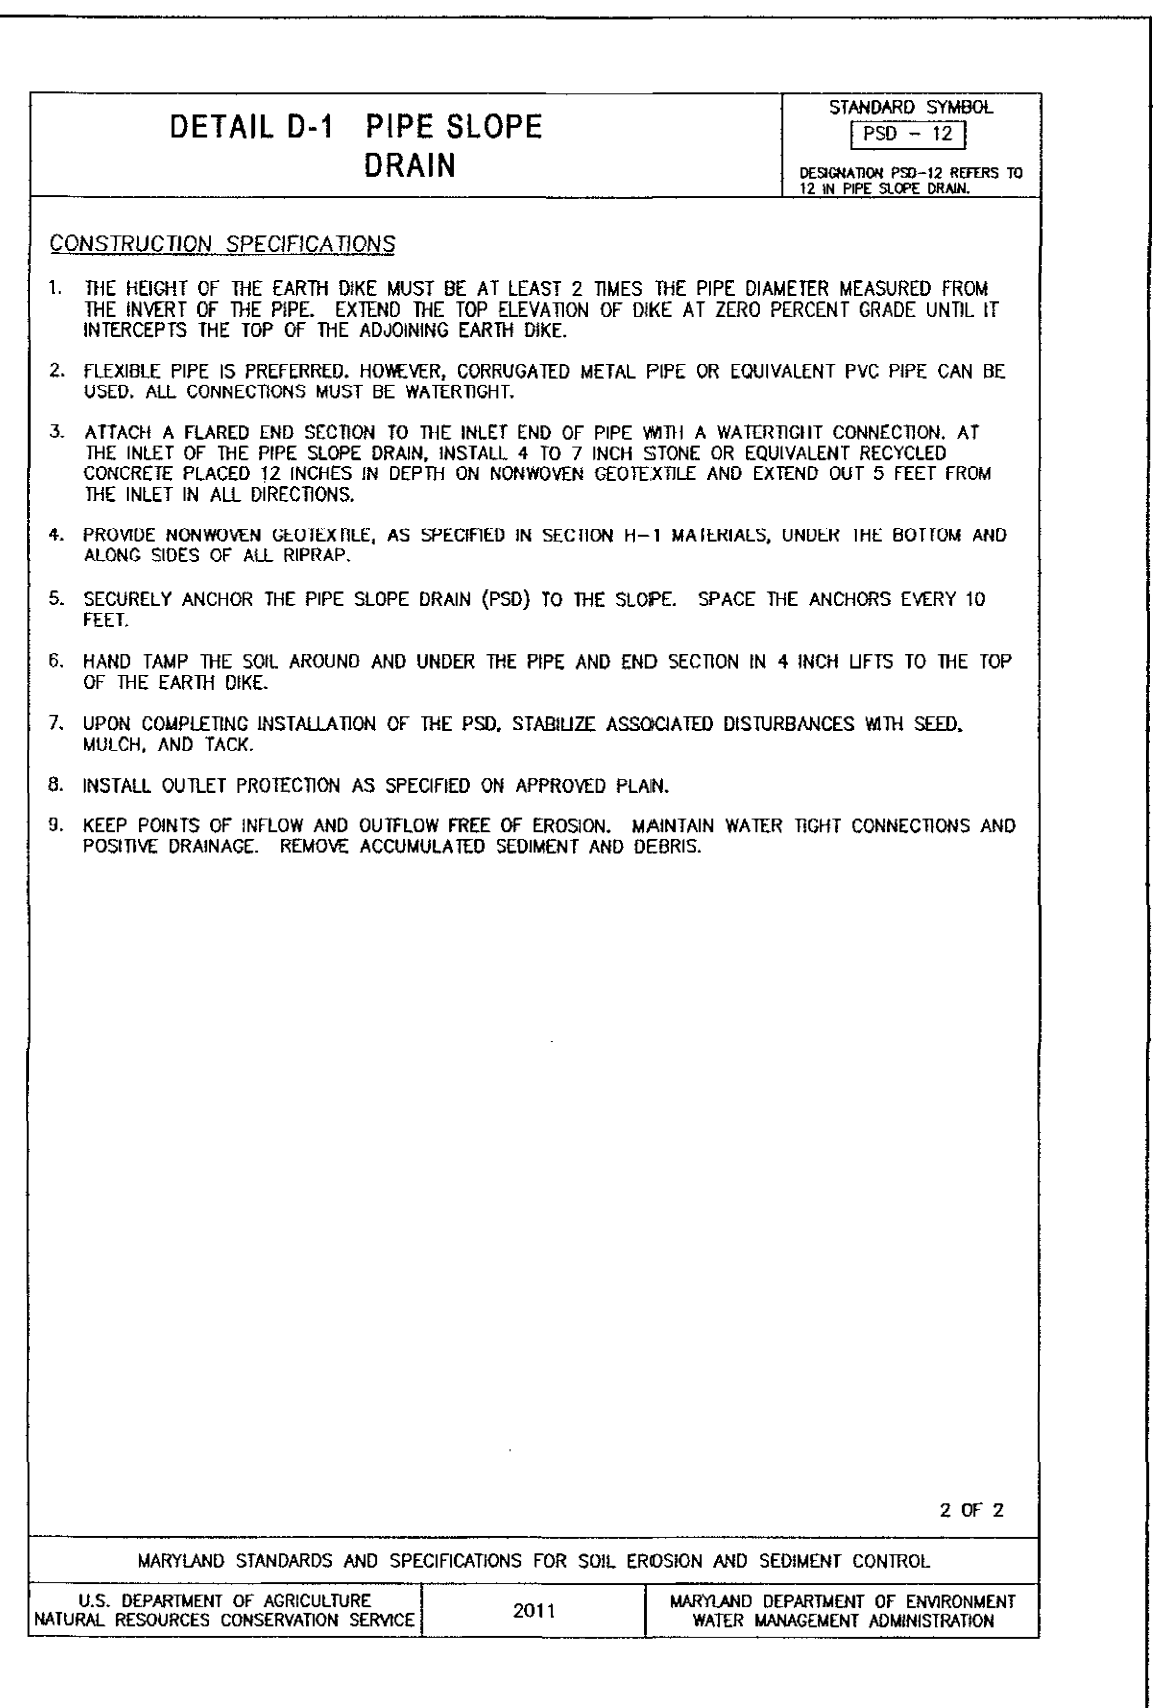 DETAIL D-1 PIPE SLOPE
DRAIN
STANDARD SYMBOL
PSD - 12
DESIGNATION PSD-12 REFERS TO
12 IN PIPE SLOPE DRAIN.
CONSTRUCTION SPECIFICATIONS
1. THE HEIGHT OF THE EARTH DIKE MUST BE AT LEAST 2 TIMES THE PIPE DIAMETER MEASURED FROM
THE INVERT OF THE PIPE. EXTEND THE TOP ELEVATION OF DIKE AT ZERO PERCENT GRADE UNTIL IT
INTERCEPTS THE TOP OF THE ADJOINING EARTH DIKE.
2. FLEXIBLE PIPE IS PREFERRED. HOWEVER, CORRUGATED METAL PIPE OR EQUIVALENT PVC PIPE CAN BE
USED. ALL CONNECTIONS MUST BE WATERTIGHT.
3. ATTACH A FLARED END SECTION TO THE INLET END OF PIPE WITH A WATERTIGHT CONNECTION. AT
THE INLET OF THE PIPE SLOPE DRAIN, INSTALL 4 TO 7 INCH STONE OR EQUIVALENT RECYCLED
CONCRETE PLACED 12 INCHES IN DEPTH ON NONWOVEN GEOTEXTILE AND EXTEND OUT 5 FEET FROM
THE INLET IN ALL DIRECTIONS.
4. PROVIDE NONWOVEN GEOTEXTILE, AS SPECIFIED IN SECTION H-1 MATERIALS, UNDER THE BOTTOM AND
ALONG SIDES OF ALL RIPRAP.
5. SECURELY ANCHOR THE PIPE SLOPE DRAIN (PSD) TO THE SLOPE. SPACE THE ANCHORS EVERY 10
FEET.
6. HAND TAMP THE SOIL AROUND AND UNDER THE PIPE AND END SECTION IN 4 INCH LIFTS TO THE TOP
OF THE EARTH DIKE.
7. UPON COMPLETING INSTALLATION OF THE PSD, STABILIZE ASSOCIATED DISTURBANCES WITH SEED,
MULCH, AND TACK.
8. INSTALL OUTLET PROTECTION AS SPECIFIED ON APPROVED PLAIN.
9. KEEP POINTS OF INFLOW AND OUTFLOW FREE OF EROSION. MAINTAIN WATER TIGHT CONNECTIONS AND
POSITIVE DRAINAGE. REMOVE ACCUMULATED SEDIMENT AND DEBRIS.
2 OF 2
MARYLAND STANDARDS AND SPECIFICATIONS FOR SOIL EROSION AND SEDIMENT CONTROL
U.S. DEPARTMENT OF AGRICULTURE
NATURAL RESOURCES CONSERVATION SERVICE
2011
MARYLAND DEPARTMENT OF ENVIRONMENT
WATER MANAGEMENT ADMINISTRATION